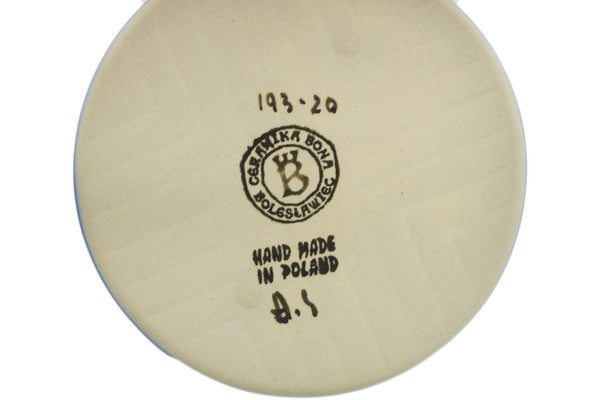 193-20
CERAMIKA BONA
B
BOLESŁAWIEC
HAND MADE
IN POLAND
A.S